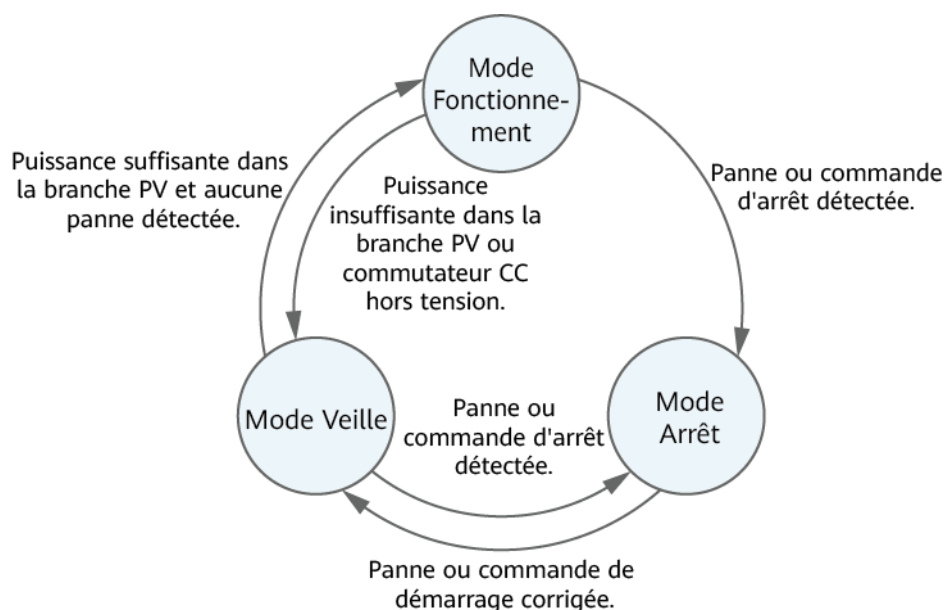 Mode
Fonctionne-
ment
Puissance suffisante dans
la branche PV et aucune
panne détectée.
Puissance
insuffisante dans la
branche PV ou
commutateur CC
hors tension.
Panne ou commande
d'arrêt détectée.
Mode Veille
Panne ou
commande d'arrêt
détectée.
Mode
Arrêt
Panne ou commande de
démarrage corrigée.